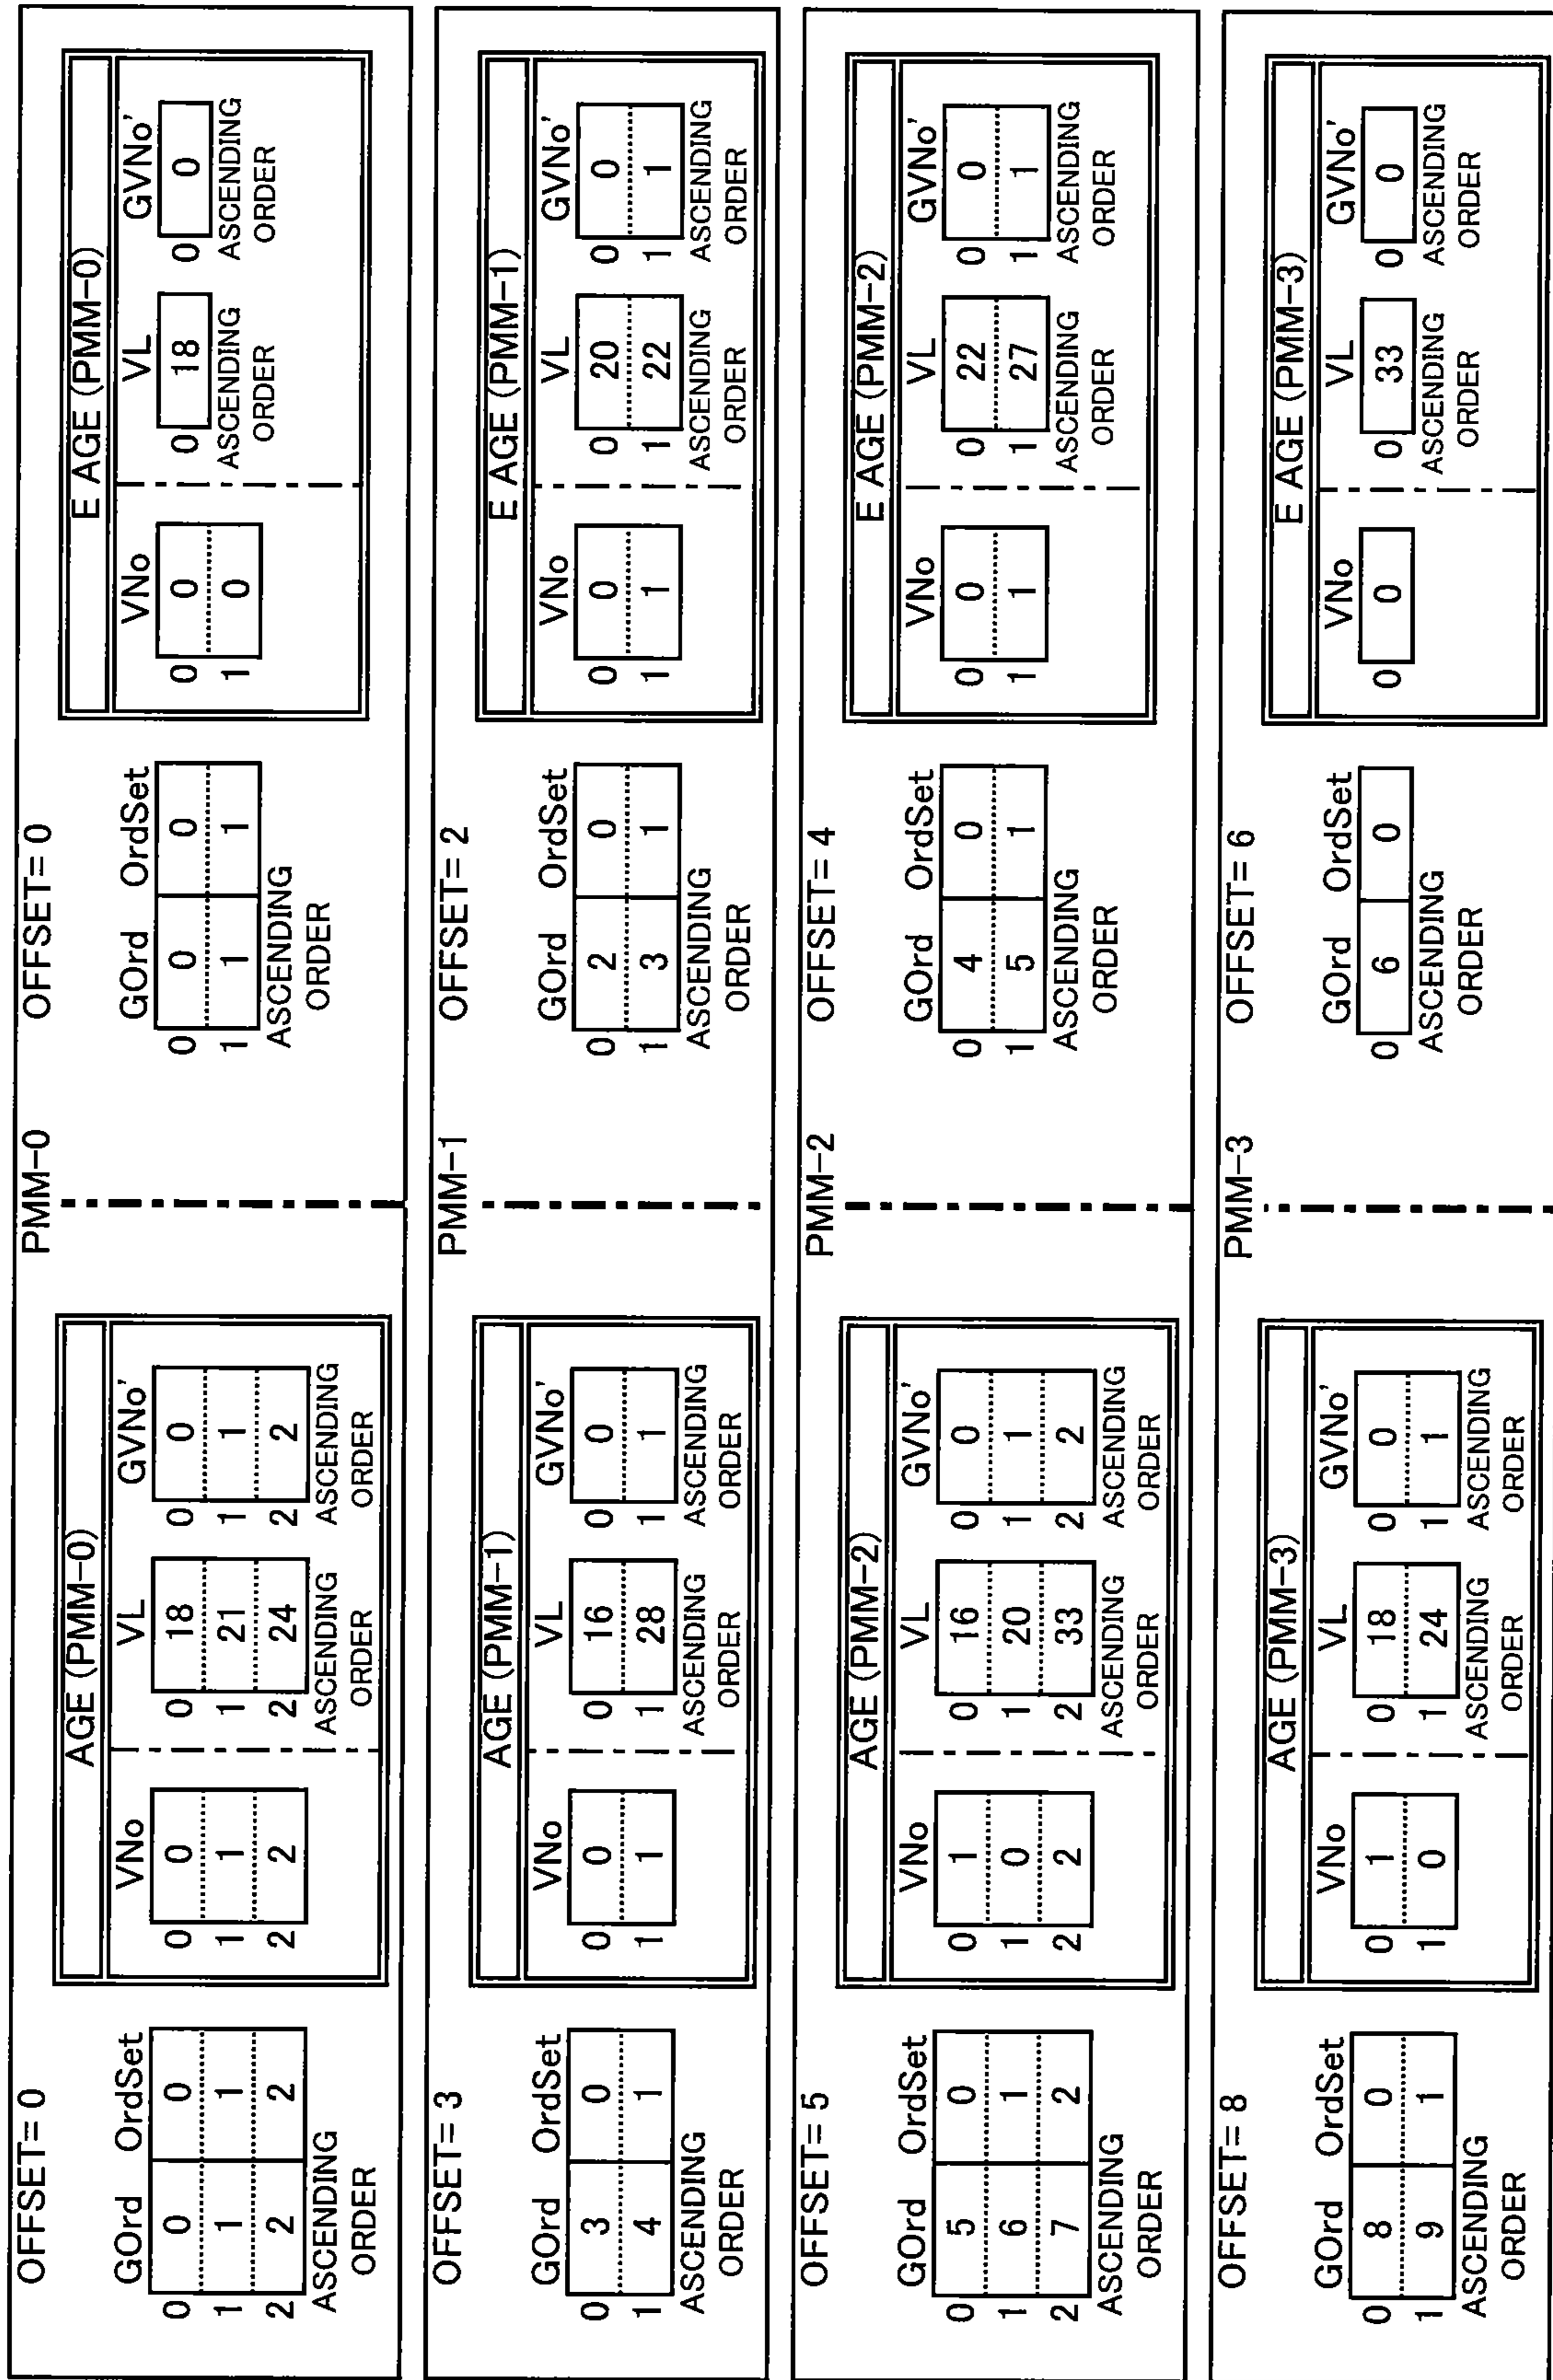 OFFSET= 0 PMM-0 OFFSET= 0
AGE (PMM-0) E AGE (PMM-0)
GOrd OrdSet VNo VL GVNo' GOrd OrdSet VNo VL GVNo'
0 0 0 0 0 0 18 0 0 0 0 0 0 0 0 18 0 0
1 1 1 1 1 1 21 1 1 1 1 1 1 0
2 2 2 2 2 2 24 2 2
ASCENDING ASCENDING ASCENDING ASCENDING ASCENDING ASCENDING
ORDER ORDER ORDER ORDER ORDER ORDER
OFFSET= 3 PMM-1 OFFSET= 2
AGE (PMM-1) E AGE (PMM-1)
GOrd OrdSet VNo VL GVNo' GOrd OrdSet VNo VL GVNo'
0 3 0 0 0 0 16 0 0 0 2 0 0 0 0 20 0 0
1 4 1 1 1 1 28 1 1 1 3 1 1 1 1 22 1 1
ASCENDING ASCENDING ASCENDING ASCENDING ASCENDING ASCENDING
ORDER ORDER ORDER ORDER ORDER ORDER
OFFSET= 5 PMM-2 OFFSET= 4
AGE (PMM-2) E AGE (PMM-2)
GOrd OrdSet VNo VL GVNo' GOrd OrdSet VNo VL GVNo'
0 5 0 0 1 0 16 0 0 0 4 0 0 0 0 22 0 0
1 6 1 1 0 1 20 1 1 1 5 1 1 1 1 27 1 1
2 7 2 2 2 2 33 2 2
ASCENDING ASCENDING ASCENDING ASCENDING ASCENDING ASCENDING
ORDER ORDER ORDER ORDER ORDER ORDER
OFFSET= 8 PMM-3 OFFSET= 6
AGE (PMM-3) E AGE (PMM-3)
GOrd OrdSet VNo VL GVNo' GOrd OrdSet VNo VL GVNo'
0 8 0 0 1 0 18 0 0 0 6 0 0 0 0 33 0 0
1 9 1 1 0 1 24 1 1
ASCENDING ASCENDING ASCENDING ASCENDING ASCENDING ASCENDING
ORDER ORDER ORDER ORDER ORDER ORDER